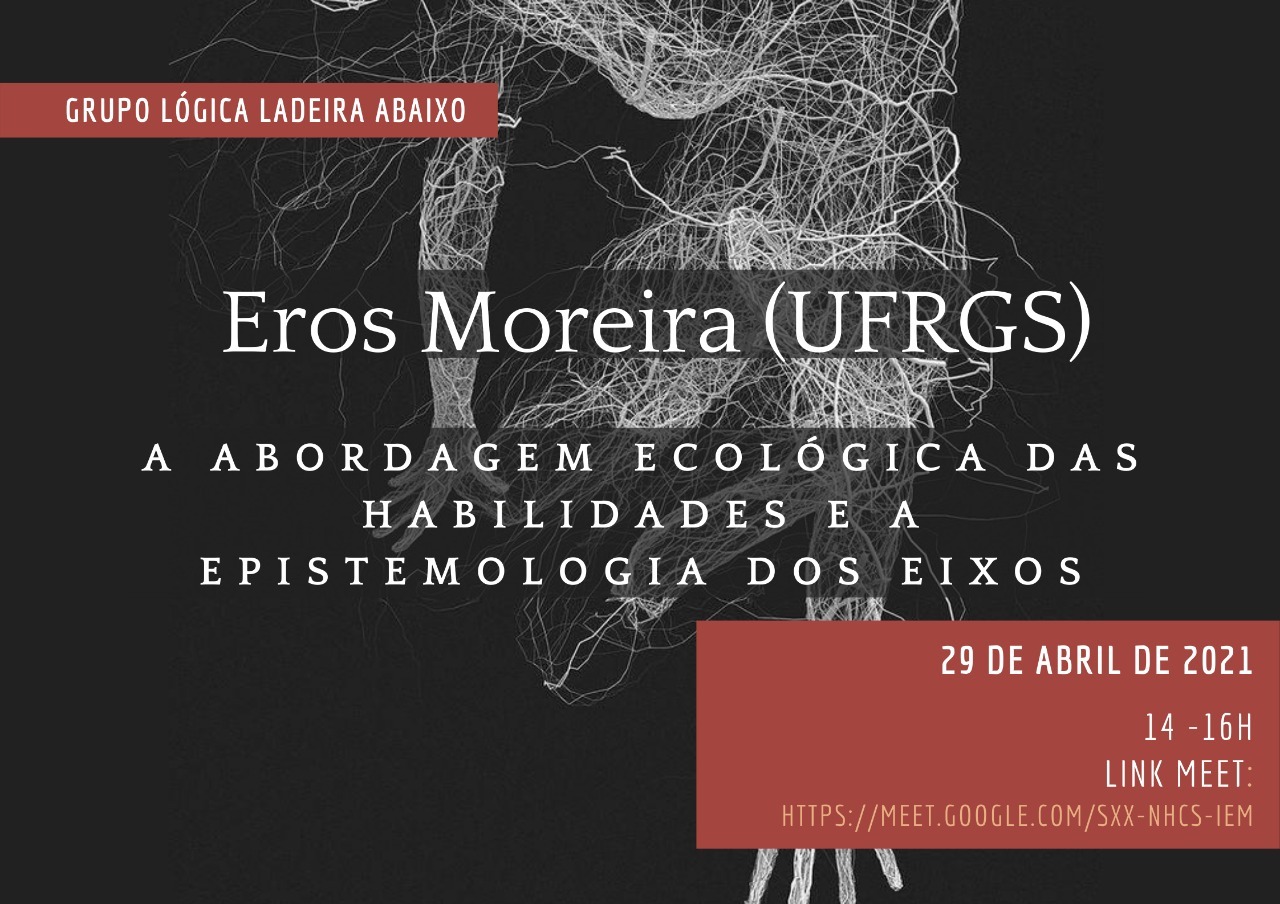 GRUPO LÓGICA LADEIRA ABAIXO
Eros Moreira (UFRGS)
A ABORDAGEM ECOLÓGICA DAS
HABILIDADES E A
EPISTEMOLOGIA DOS EIXOS
29 DE ABRIL DE 2021
14 -16H
LINK MEET:
HTTPS://MEET.GOOGLE.COM/SXX-NHCS-IEM